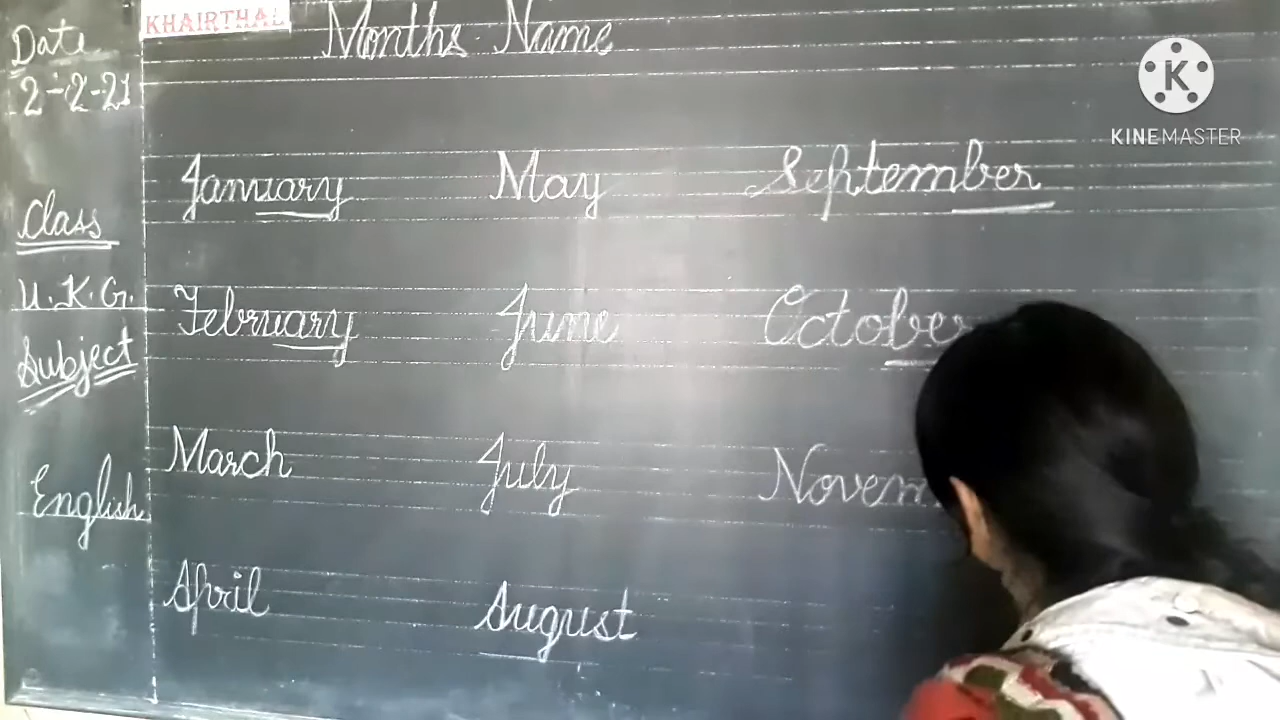 KHAIRTHAL
Months Name
Date
2-2-21
Class
U.K.G.
Subject
English
January May September
February June October
March July Novem
April August
K
KINEMASTER